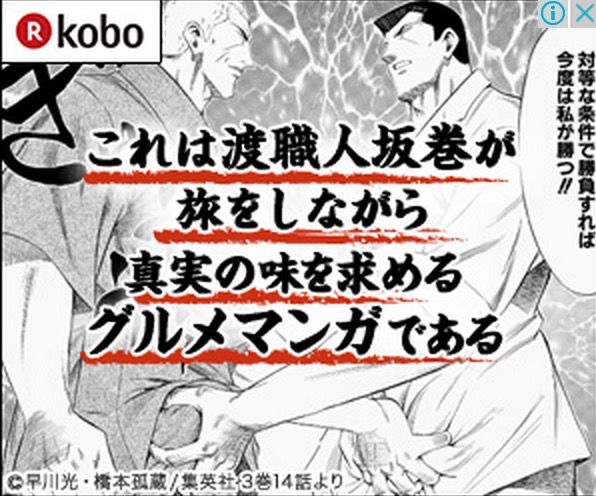 R kobo
対等な条件で勝負すれば
今度は私が勝つ!!
これは渡職人坂巻が
旅をしながら
真実の味を求める
グルメマンガである
©早川光・橋本孤蔵/集英社 3巻14話より